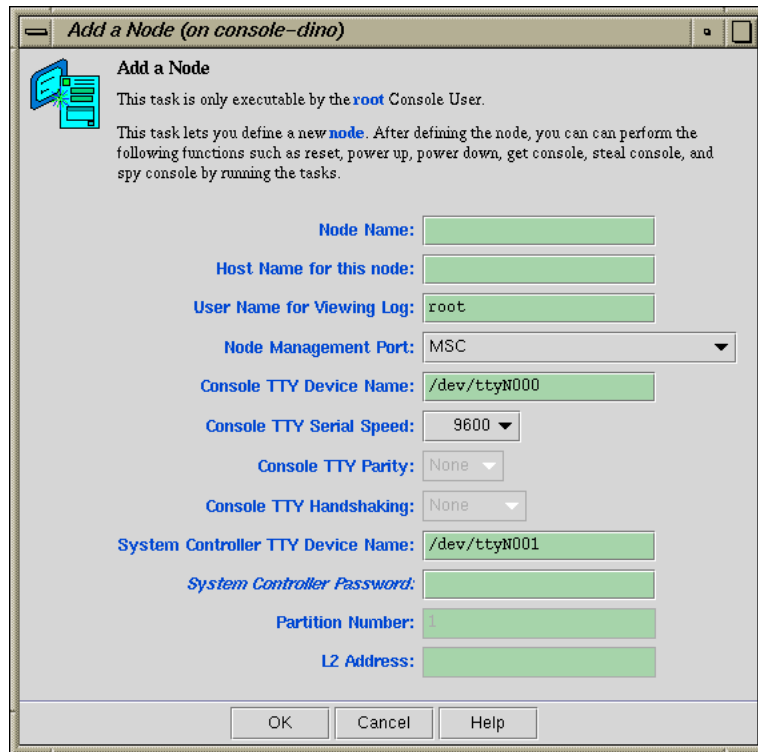 Add a Node (on console-dino)
Add a Node
This task is only executable by the root Console User.
This task lets you define a new node. After defining the node, you can can perform the
following functions such as reset, power up, power down, get console, steal console, and
spy console by running the tasks.
Node Name:
Host Name for this node:
User Name for Viewing Log: root
Node Management Port: MSC
Console TTY Device Name: /dev/ttyN000
Console TTY Serial Speed: 9600
Console TTY Parity: None
Console TTY Handshaking: None
System Controller TTY Device Name: /dev/ttyN001
System Controller Password:
Partition Number: 1
L2 Address:
OK Cancel Help